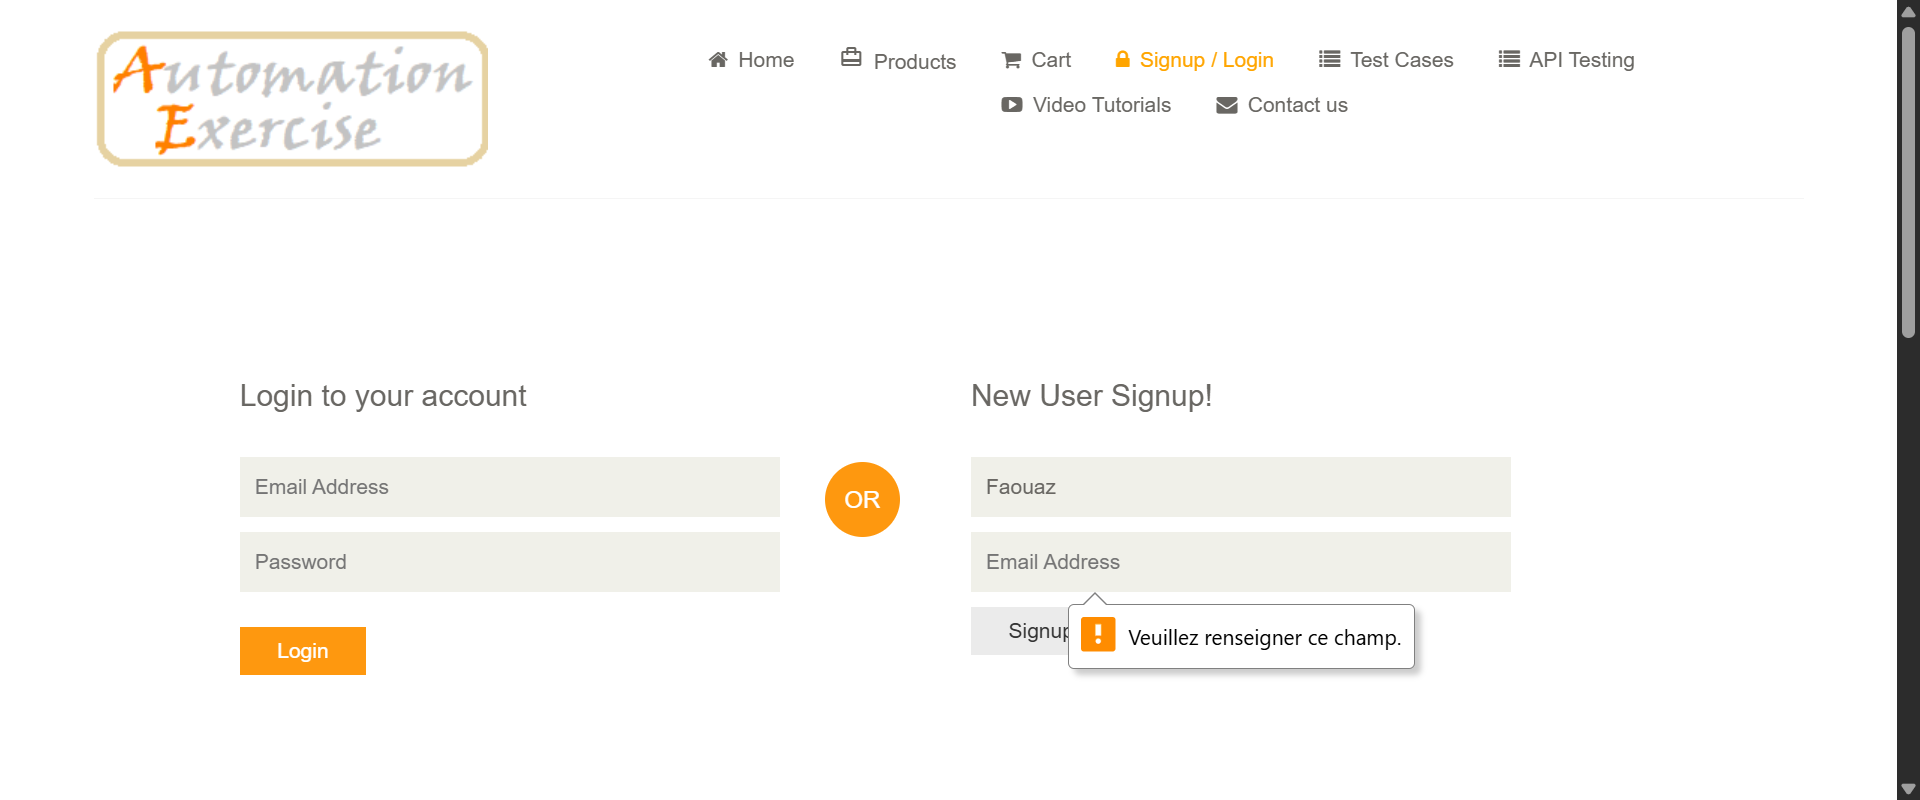 Automation
Exercise
Home
Products
Cart
Signup / Login
Test Cases
API Testing
Video Tutorials
Contact us
Login to your account
Email Address
Password
Login
OR
New User Signup!
Faouaz
Email Address
Signup
Veuillez renseigner ce champ.